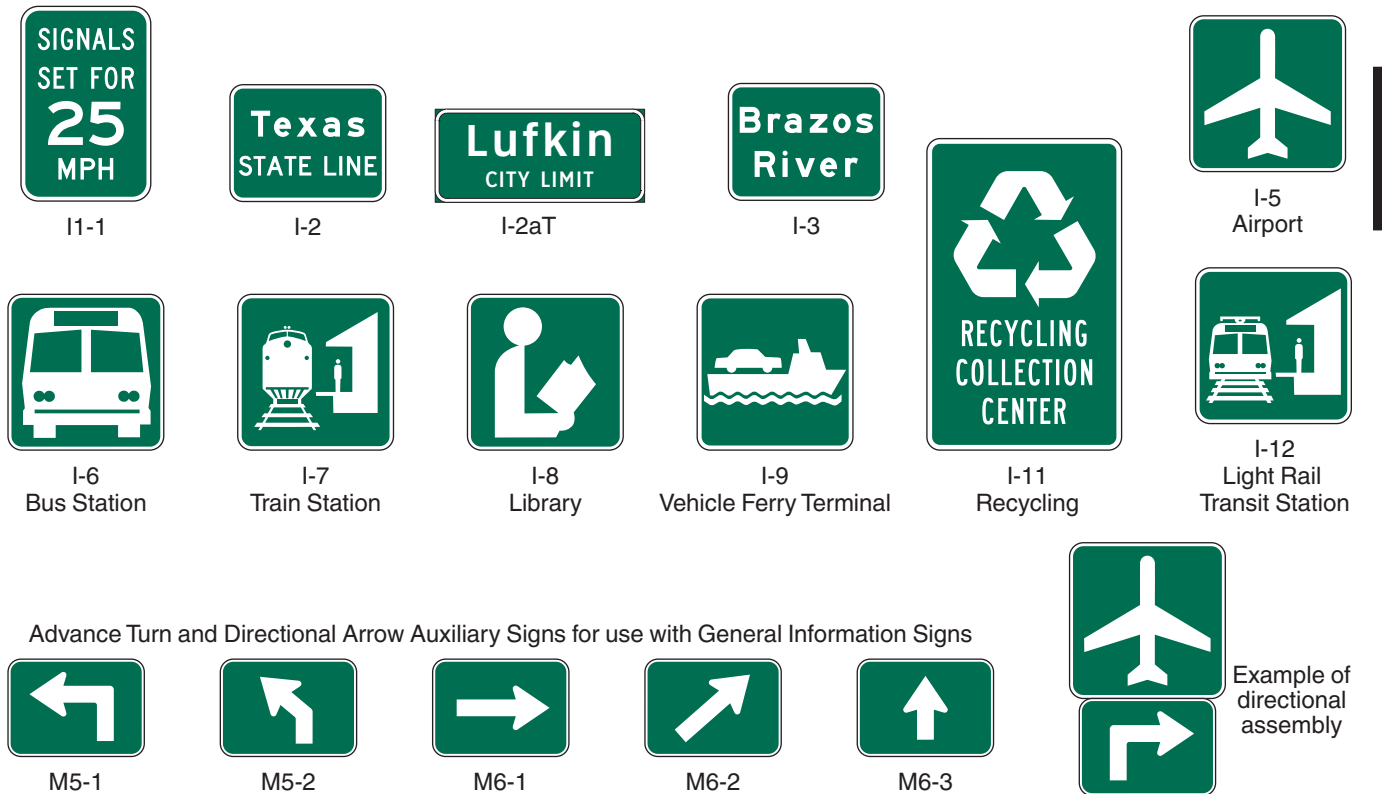 SIGNALS
SET FOR
25
MPH
I1-1
Texas
STATE LINE
I-2
Lufkin
CITY LIMIT
I-2aT
Brazos
River
I-3
I-5
Airport
I-6
Bus Station
I-7
Train Station
I-8
Library
I-9
Vehicle Ferry Terminal
RECYCLING
COLLECTION
CENTER
I-11
Recycling
I-12
Light Rail
Transit Station
Advance Turn and Directional Arrow Auxiliary Signs for use with General Information Signs
M5-1
M5-2
M6-1
M6-2
M6-3
Example of
directional
assembly